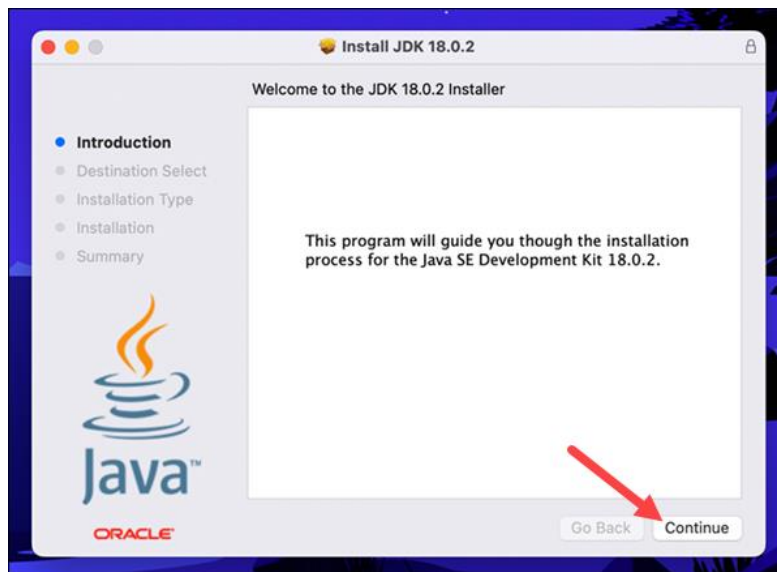 Install JDK 18.0.2
Welcome to the JDK 18.0.2 Installer
Introduction
Destination Select
Installation Type
Installation
Summary
This program will guide you though the installation
process for the Java SE Development Kit 18.0.2.
Java™
ORACLE®
Go Back
Continue